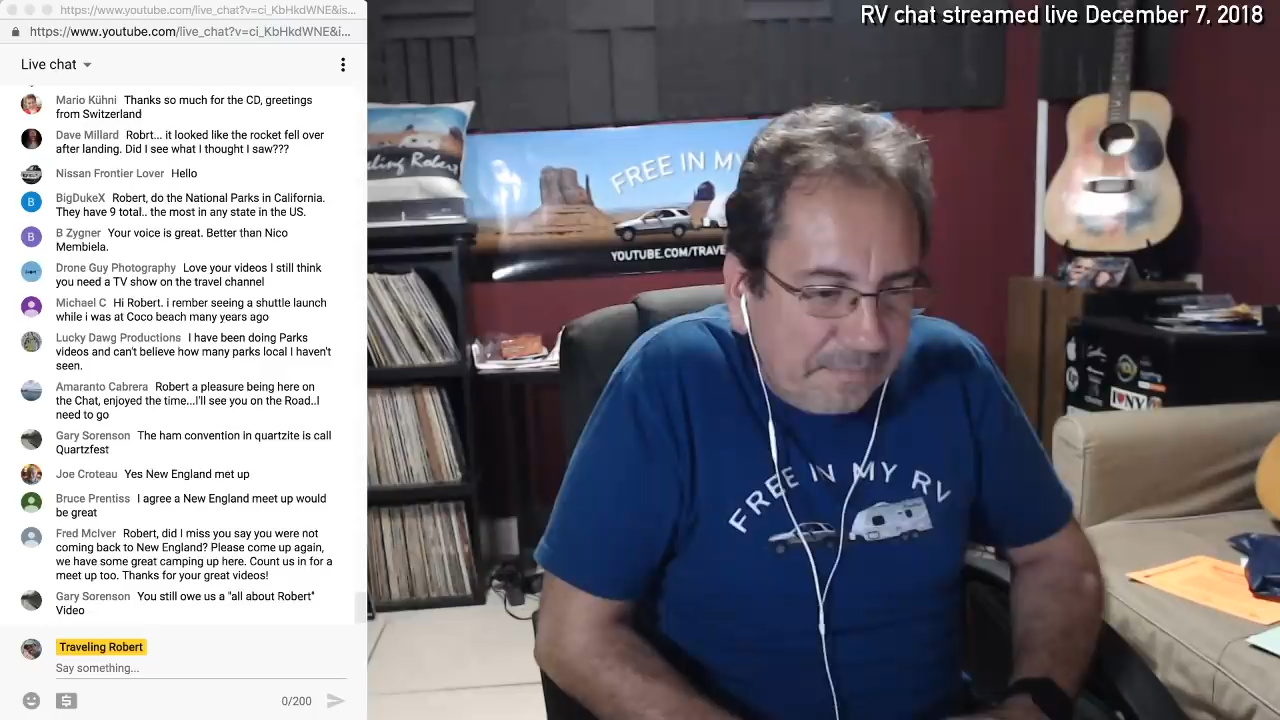 RV chat streamed live December 7, 2018
https://www.youtube.com/live_chat?v=ci_KbHkdWNE&is...
https://www.youtube.com/live_chat?v=ci_KbHkdWNE&i...
Live chat
Mario Kühni Thanks so much for the CD, greetings
from Switzerland
Dave Millard Robrt... it looked like the rocket fell over
after landing. Did I see what I thought I saw???
Nissan Frontier Lover Hello
B
BigDukeX Robert, do the National Parks in California.
They have 9 total.. the most in any state in the US.
B
B Zygner Your voice is great. Better than Nico
Membiela.
Drone Guy Photography Love your videos I still think
you need a TV show on the travel channel
Michael C Hi Robert. i rember seeing a shuttle launch
while i was at Coco beach many years ago
Lucky Dawg Productions I have been doing Parks
videos and can't believe how many parks local I haven't
seen.
Amaranto Cabrera Robert a pleasure being here on
the Chat, enjoyed the time...I'll see you on the Road..I
need to go
Gary Sorenson The ham convention in quartzite is call
Quartzfest
Joe Croteau Yes New England met up
Bruce Prentiss I agree a New England meet up would
be great
Fred McIver Robert, did I miss you say you were not
coming back to New England? Please come up again,
we have some great camping up here. Count us in for a
meet up too. Thanks for your great videos!
Gary Sorenson You still owe us a "all about Robert"
Video
Traveling Robert
Say something...
0/200
ling Robert
FREE IN MY
YOUTUBE.COM/TRAVE
FREE IN MY RV
I NY